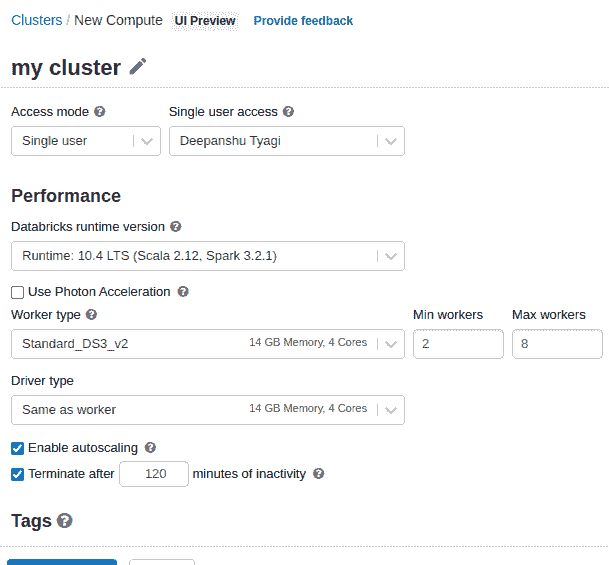 Clusters / New Compute UI Preview Provide feedback
my cluster
Access mode ? Single user access ?
Single user Deepanshu Tyagi
Performance
Databricks runtime version ?
Runtime: 10.4 LTS (Scala 2.12, Spark 3.2.1)
Use Photon Acceleration ?
Worker type ? Min workers Max workers
Standard_DS3_v2 14 GB Memory, 4 Cores 2 8
Driver type
Same as worker 14 GB Memory, 4 Cores
Enable autoscaling ?
Terminate after 120 minutes of inactivity ?
Tags ?